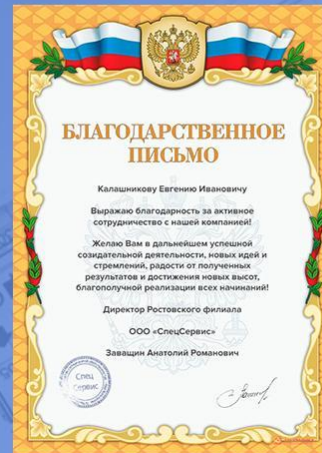 БЛАГОДАРСТВЕННОЕ
ПИСЬМО
Калашникову Евгению Ивановичу
Выражаю благодарность за активное
сотрудничество с нашей компанией!
Желаю Вам в дальнейшем успешной
созидательной деятельности, новых идей и
стремлений, радости от полученных
результатов и достижения новых высот,
благополучной реализации всех начинаний!
Директор Ростовского филиала
ООО «СпецСервис»
Заващин Анатолий Романович
Спец
Сервис